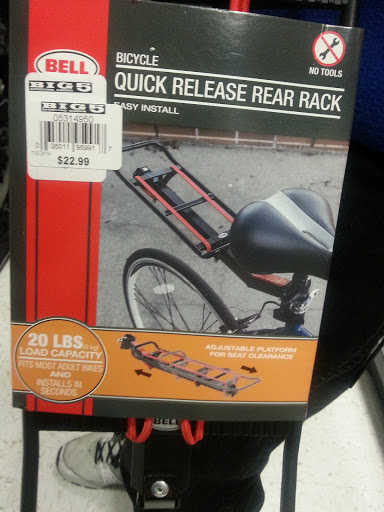 BELL
BIG 5
BIG 5
05314950
$22.99
BICYCLE
QUICK RELEASE REAR RACK
EASY INSTALL
NO TOOLS
20 LBS
LOAD CAPACITY
FITS MOST ADULT BIKES
AND
INSTALLS IN
SECONDS
ADJUSTABLE PLATFORM
FOR SEAT CLEARANCE
BELL